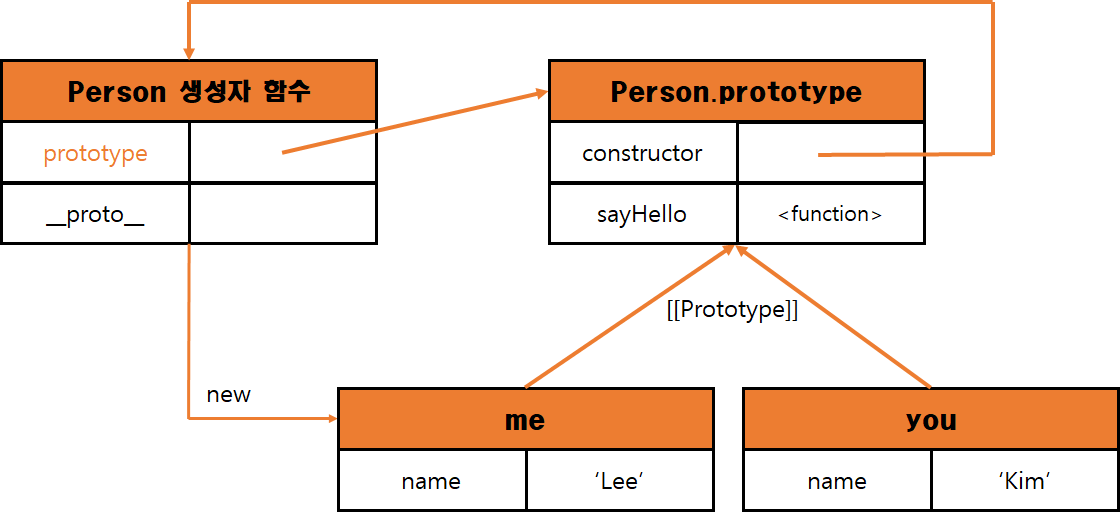 Person 생성자 함수
prototype
__proto__
Person.prototype
constructor
sayHello <function>
[[Prototype]]
new
me
name ‘Lee’
you
name ‘Kim’